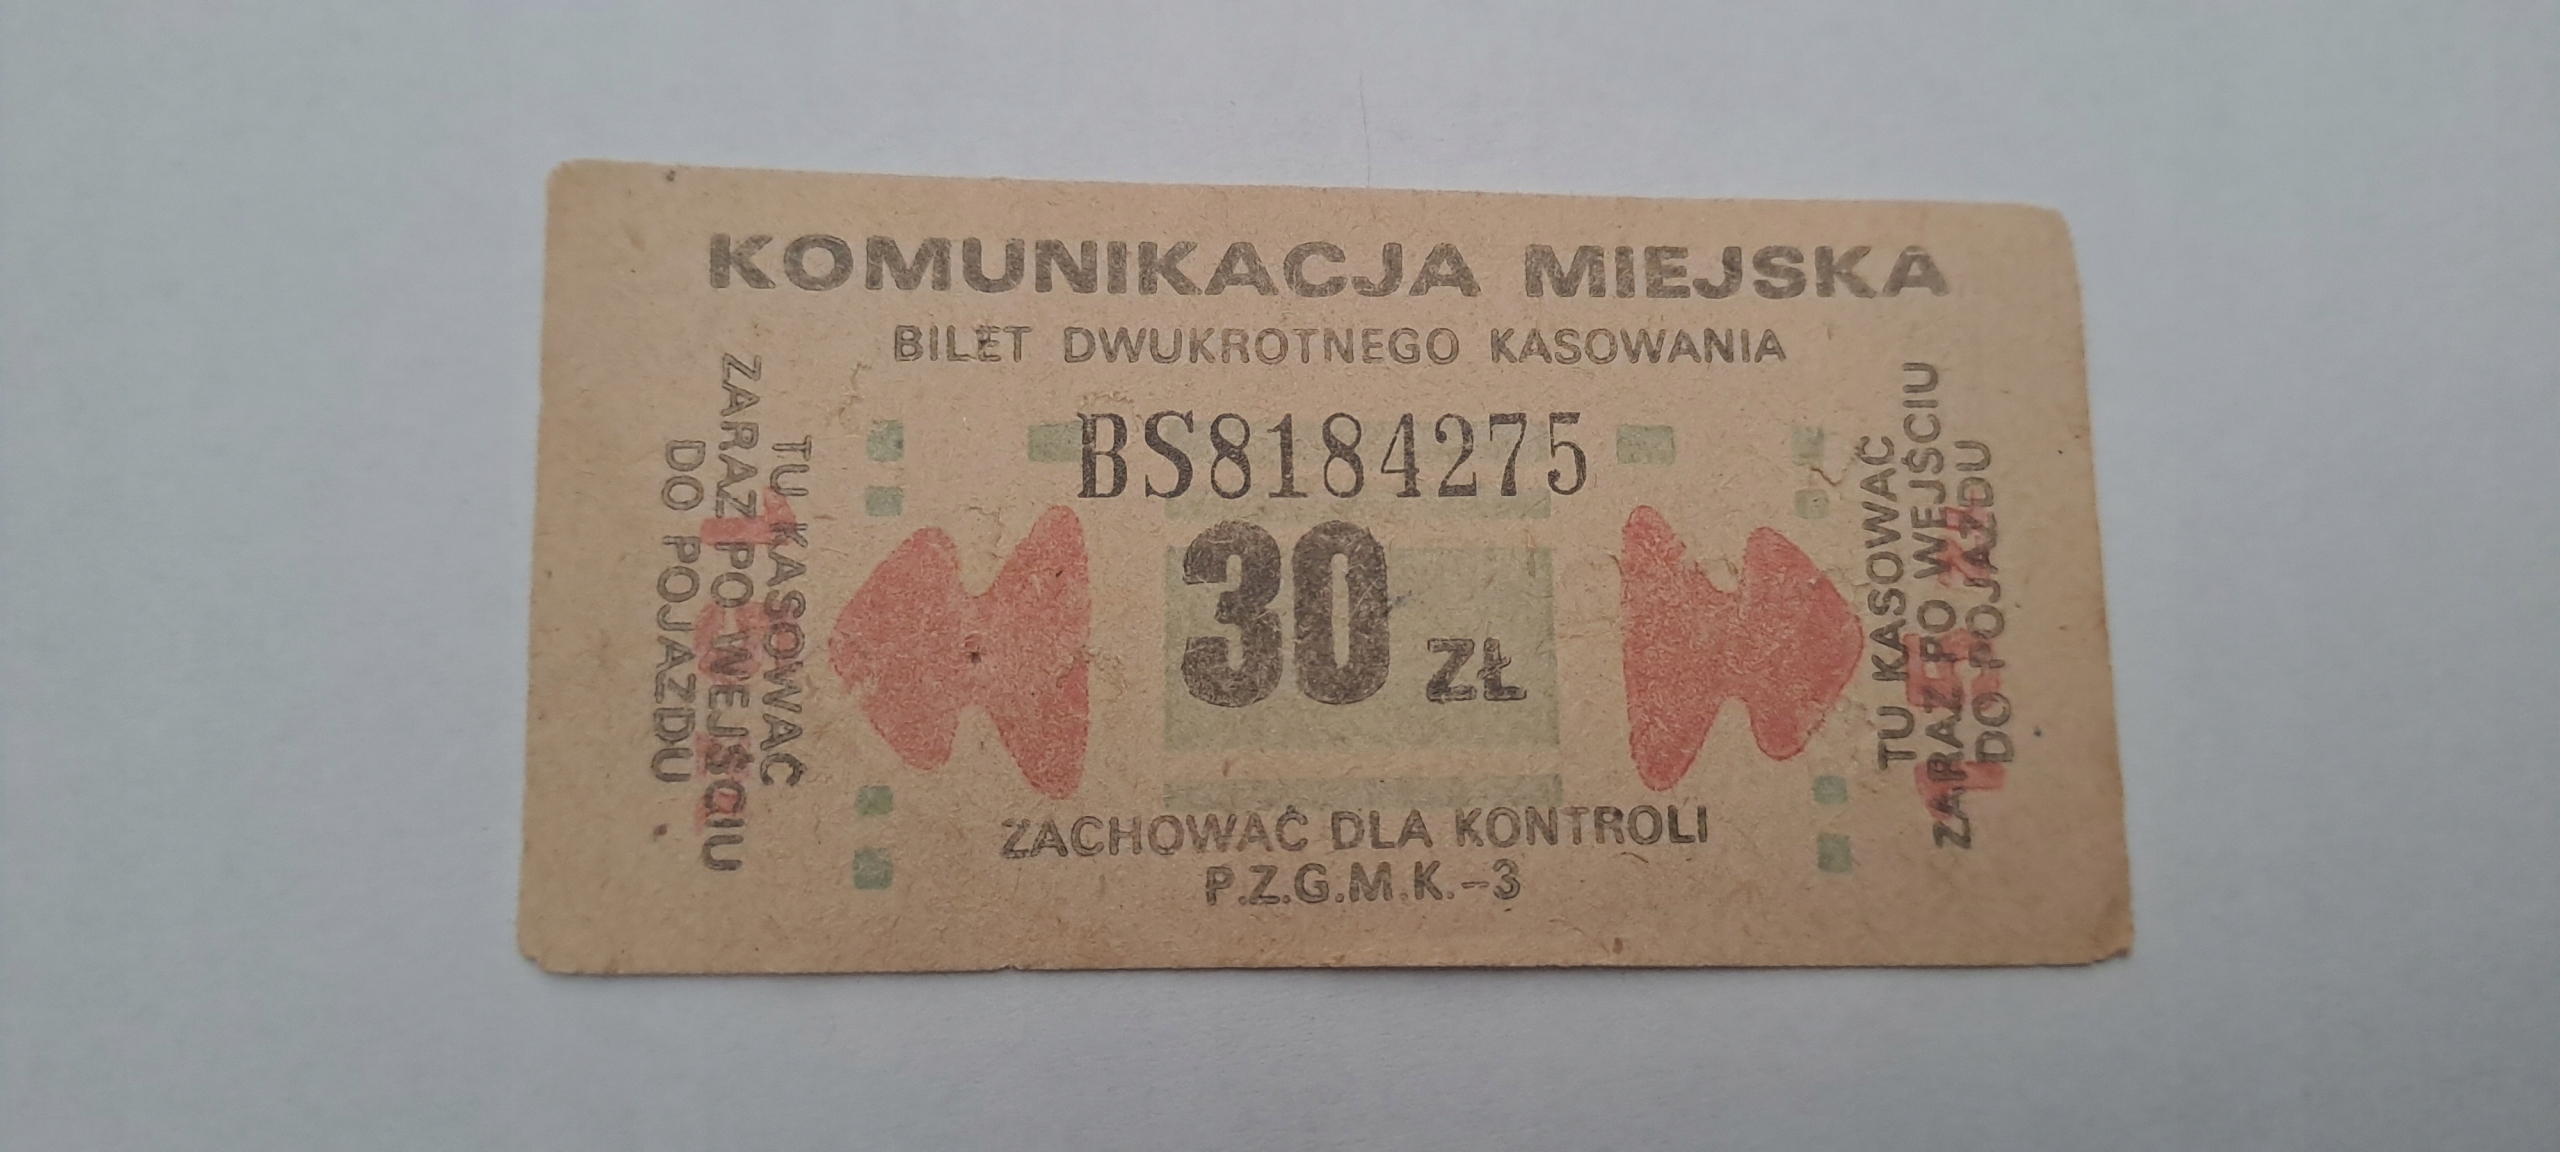 KOMUNIKACJA MIEJSKA
BILET DWUKROTNEGO KASOWANIA
BS8184275
30 ZŁ
TU KASOWAĆ
ZARAZ PO WEJŚCIU
DO POJAZDU
TU KASOWAĆ
ZARAZ PO WEJŚCIU
DO POJAZDU
ZACHOWAĆ DLA KONTROLI
P.Z.G.M.K.-3